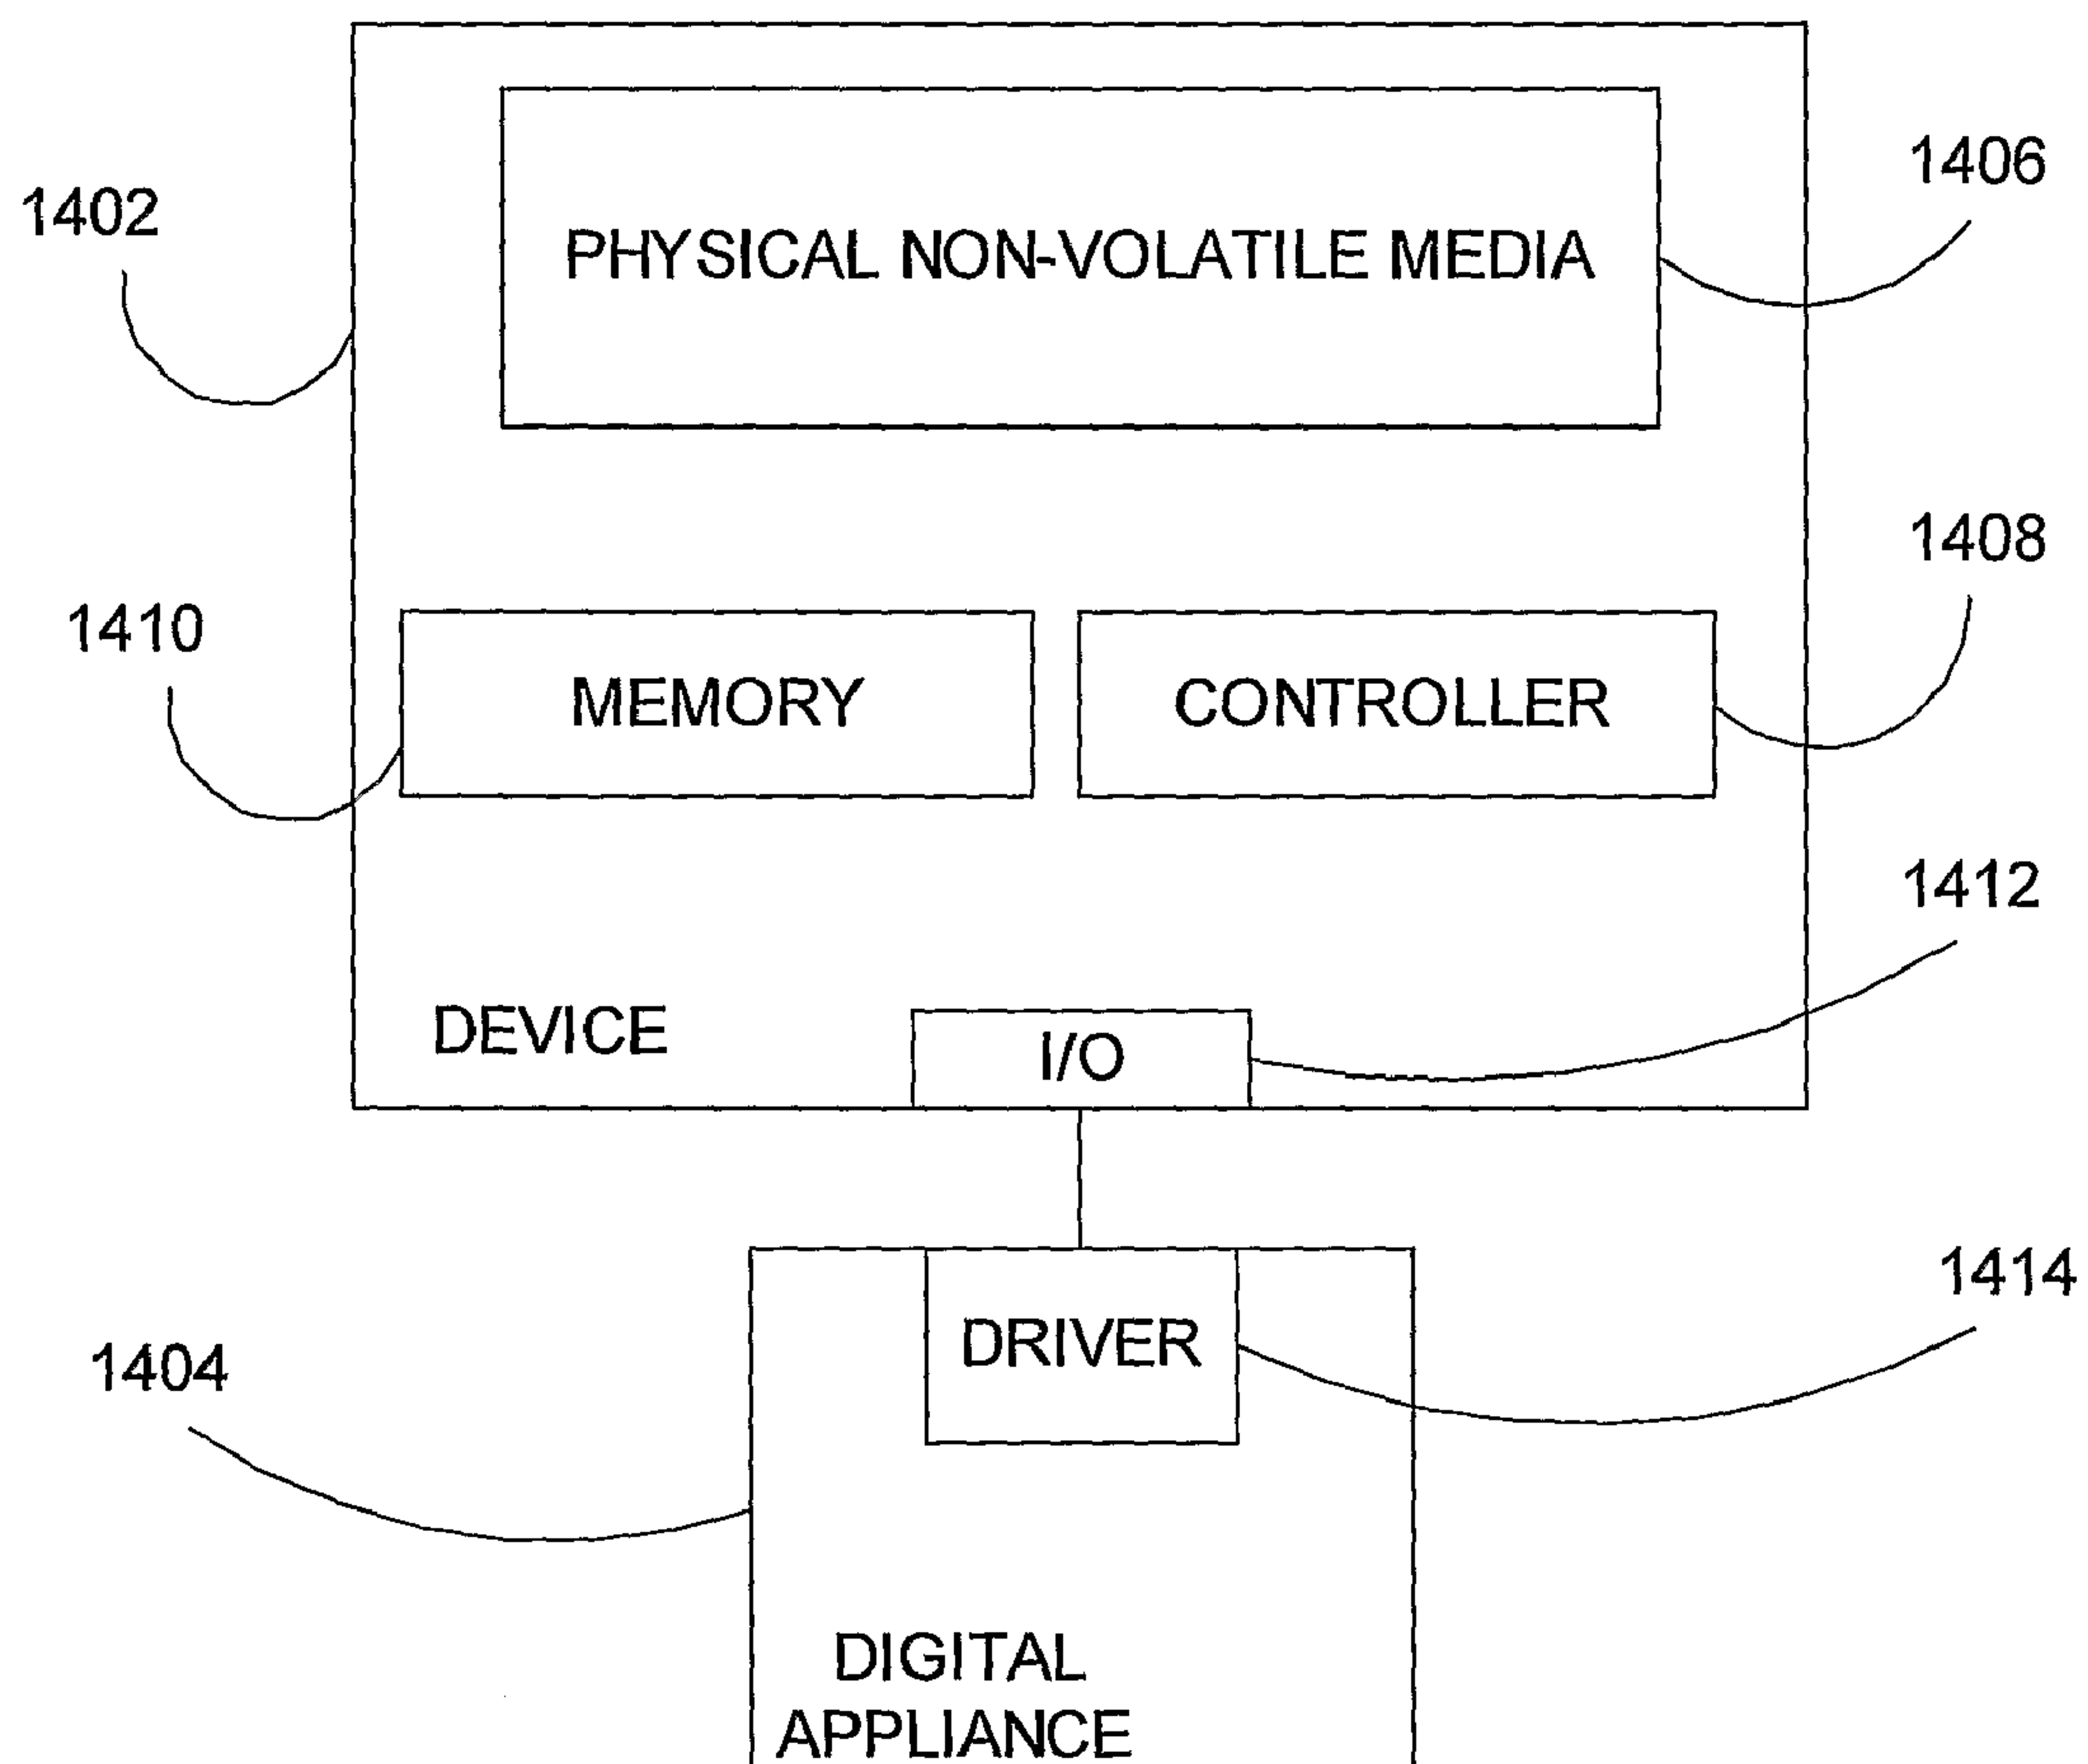 1406
1402
PHYSICAL NON-VOLATILE MEDIA
1408
1410
MEMORY
CONTROLLER
1412
DEVICE
I/O
1414
DRIVER
1404
DIGITAL
APPLIANCE